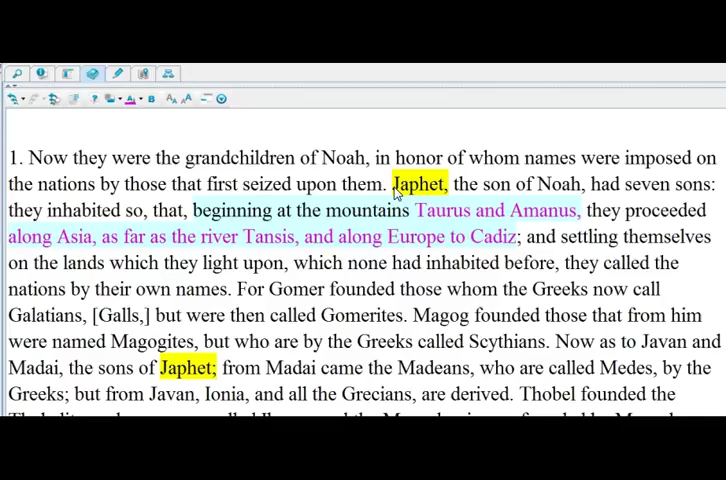 1. Now they were the grandchildren of Noah, in honor of whom names were imposed on
the nations by those that first seized upon them. Japhet, the son of Noah, had seven sons:
they inhabited so, that, beginning at the mountains Taurus and Amanus, they proceeded
along Asia, as far as the river Tansis, and along Europe to Cadiz; and settling themselves
on the lands which they light upon, which none had inhabited before, they called the
nations by their own names. For Gomer founded those whom the Greeks now call
Galatians, [Galls,] but were then called Gomerites. Magog founded those that from him
were named Magogites, but who are by the Greeks called Scythians. Now as to Javan and
Madai, the sons of Japhet; from Madai came the Madeans, who are called Medes, by the
Greeks; but from Javan, Ionia, and all the Grecians, are derived. Thobel founded the